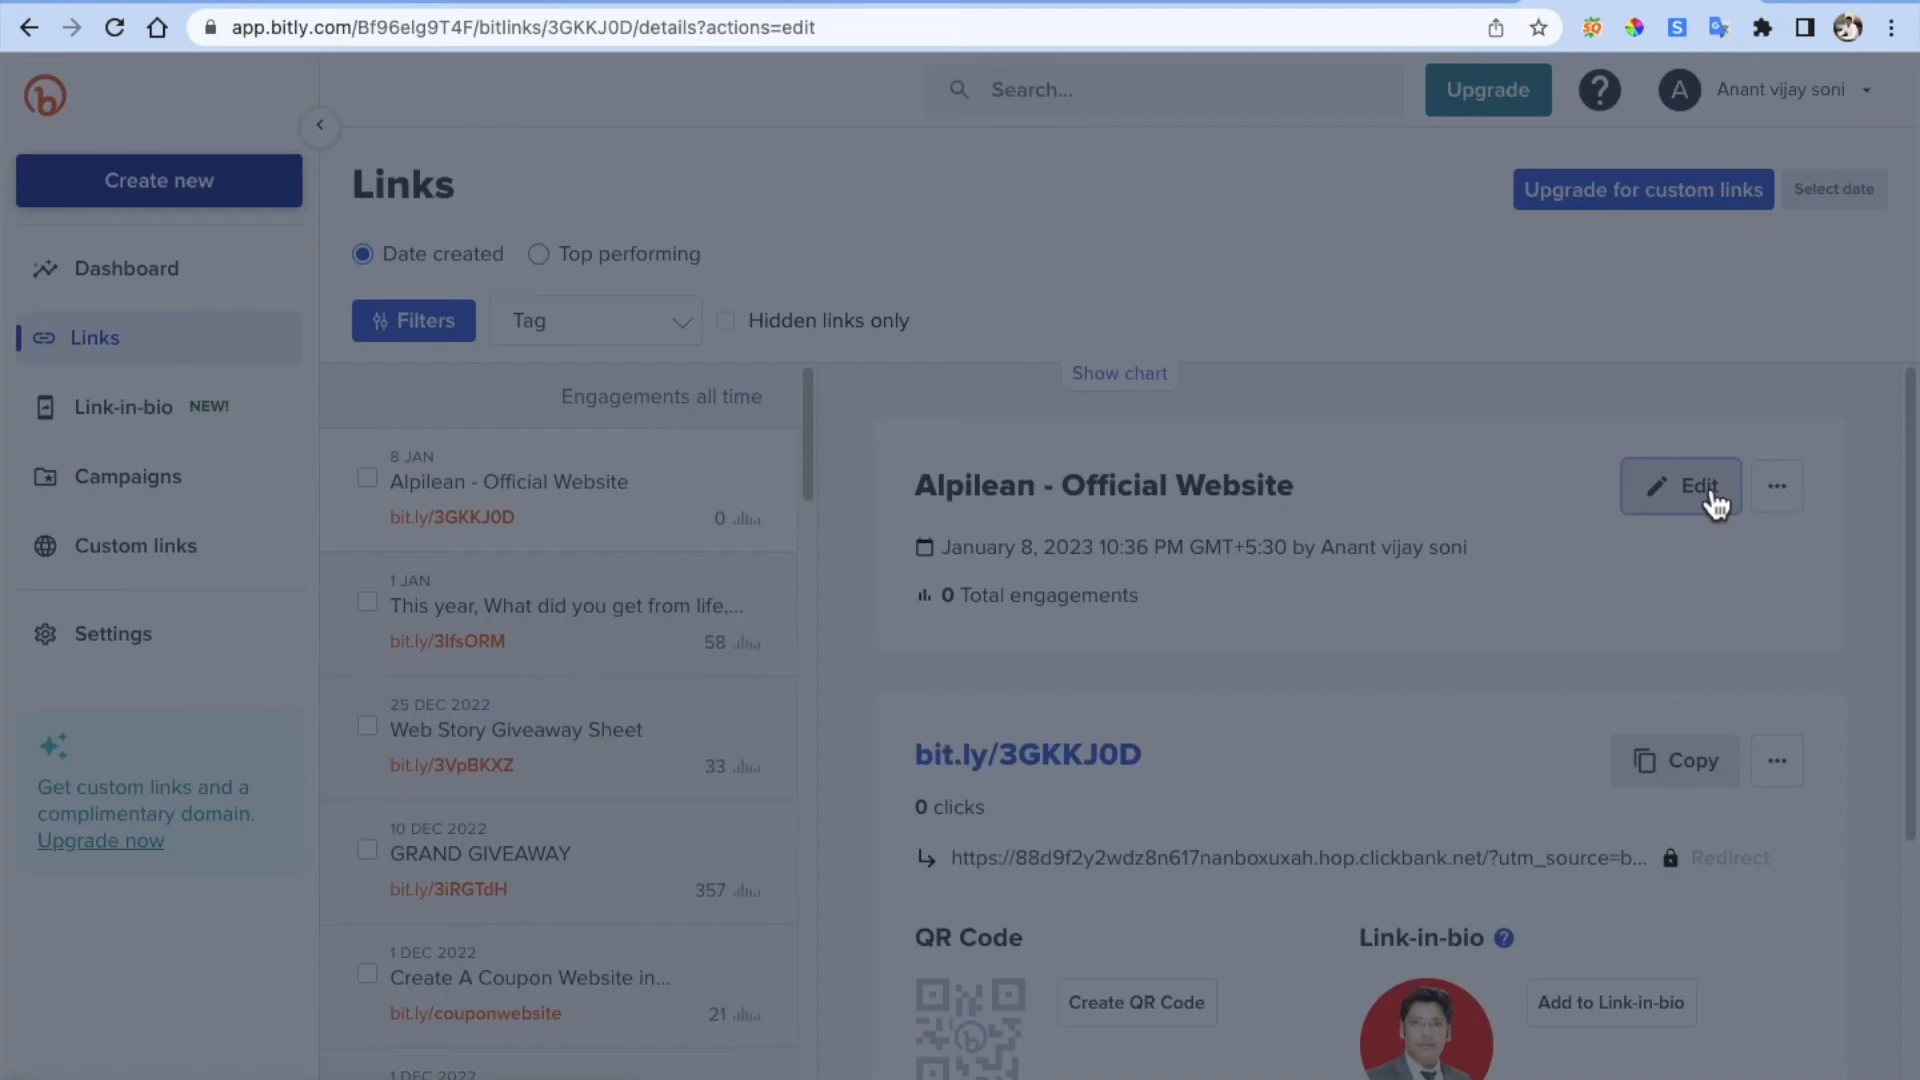 app.bitly.com/Bf96elg9T4F/bitlinks/3GKKJ0D/details?actions=edit
Search...
Upgrade
?
A
Anant vijay soni
Create new
Links
Upgrade for custom links
Select date
Dashboard
Date created
Top performing
Filters
Tag
Hidden links only
Links
Show chart
Link-in-bio NEW!
Engagements all time
Campaigns
8 JAN
Alpilean - Official Website
bit.ly/3GKKJ0D
0
Alpilean - Official Website
Edit
...
Custom links
January 8, 2023 10:36 PM GMT+5:30 by Anant vijay soni
1 JAN
This year, What did you get from life,...
bit.ly/3IfsORM
58
0 Total engagements
Settings
25 DEC 2022
Web Story Giveaway Sheet
bit.ly/3VpBKXZ
33
bit.ly/3GKKJ0D
Copy
...
0 clicks
Get custom links and a
complimentary domain.
Upgrade now
10 DEC 2022
GRAND GIVEAWAY
bit.ly/3iRGTdH
357
https://88d9f2y2wdz8n617nanboxuxah.hop.clickbank.net/?utm_source=b...
Redirect
QR Code
Link-in-bio ?
1 DEC 2022
Create A Coupon Website in...
bit.ly/couponwebsite
21
Create QR Code
Add to Link-in-bio
1 DEC 2022